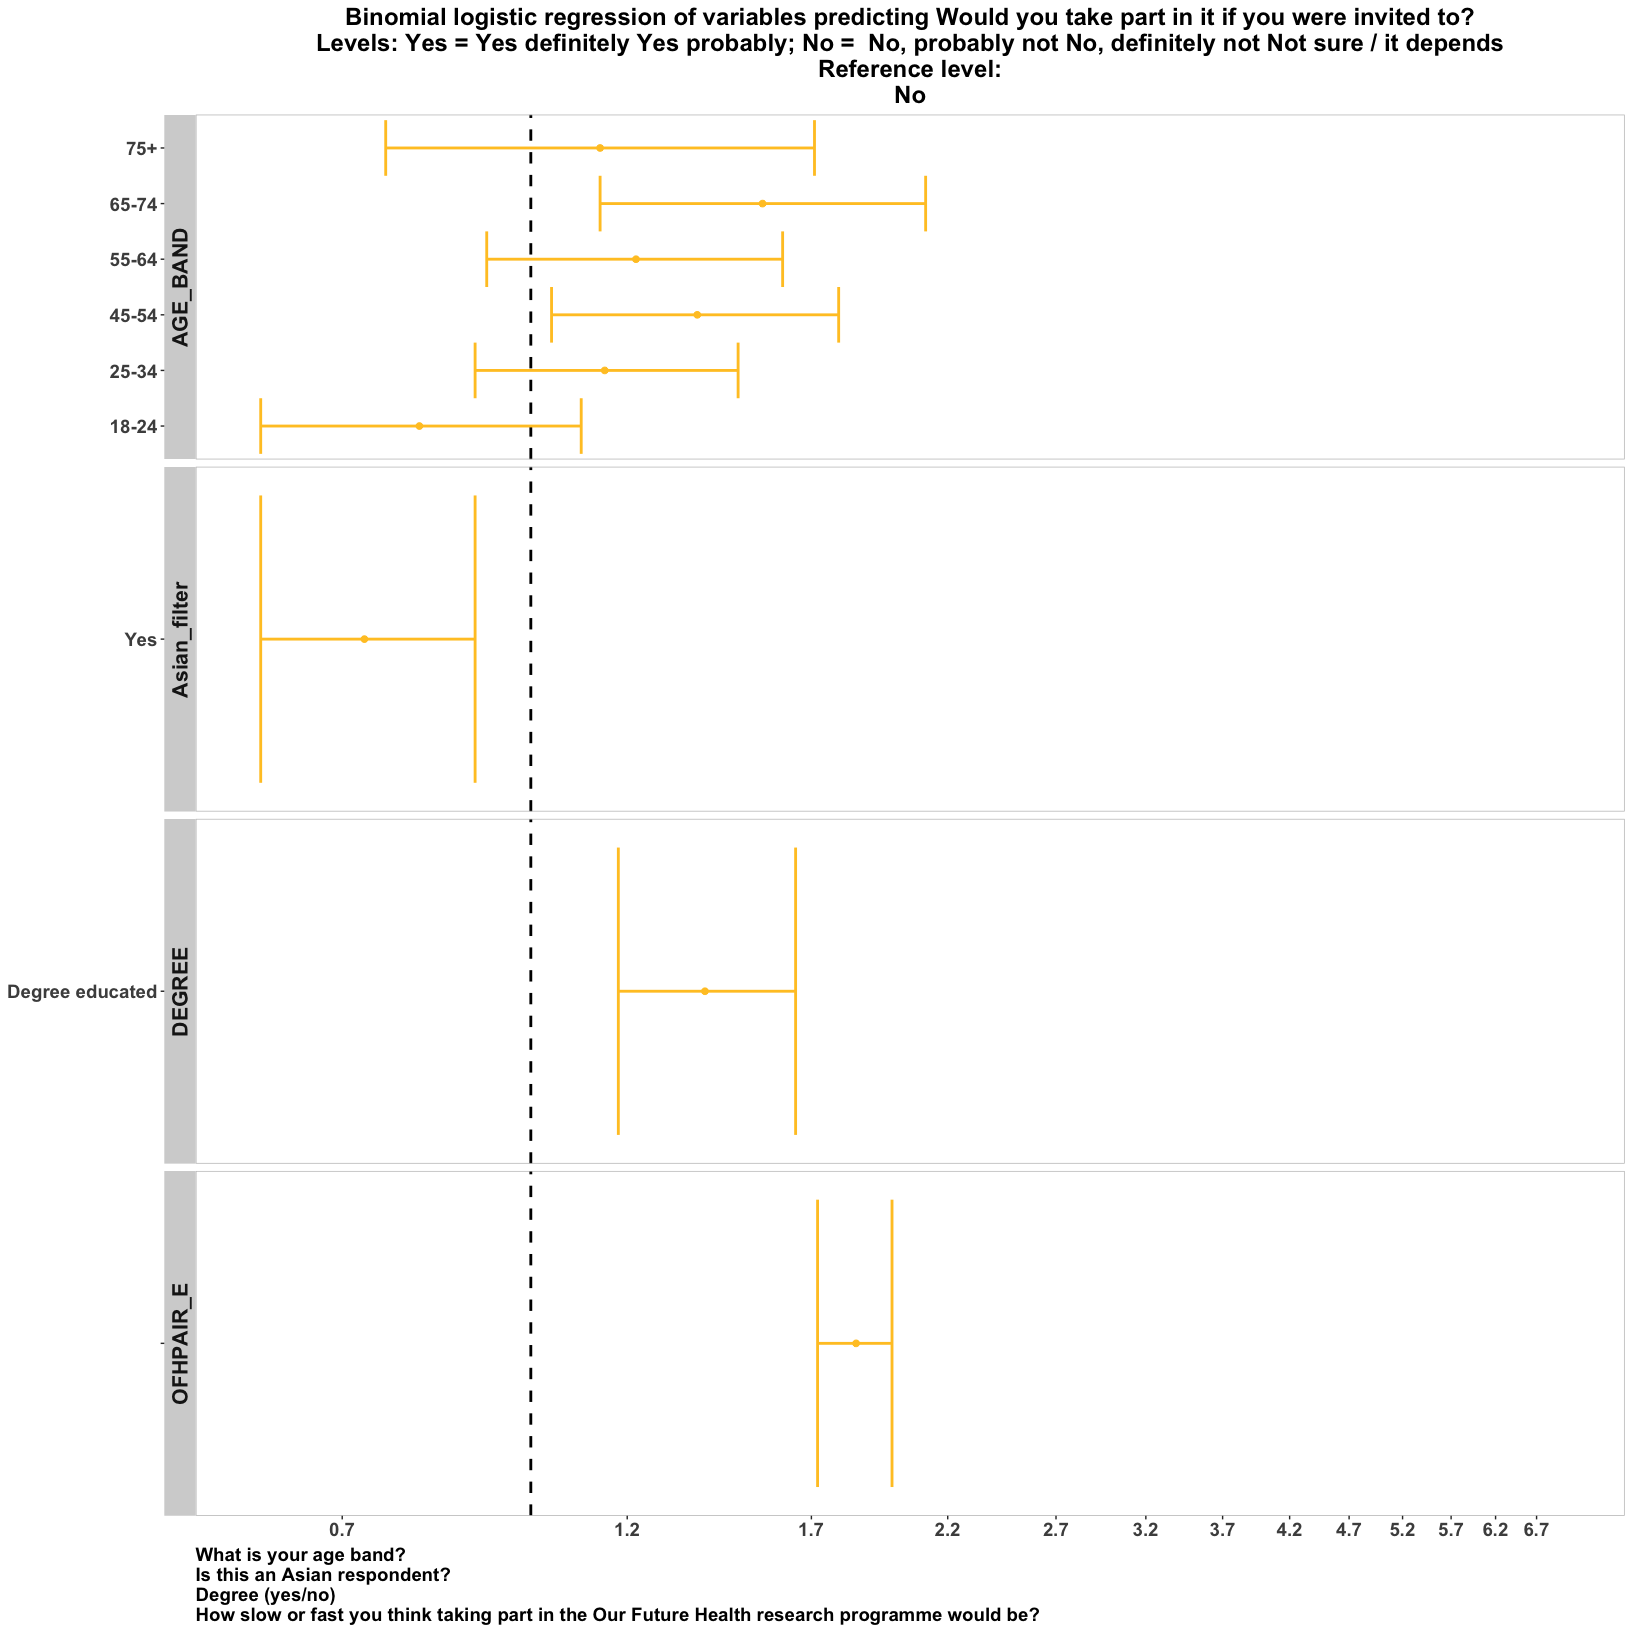 Binomial logistic regression of variables predicting Would you take part in it if you were invited to?
Levels: Yes = Yes definitely Yes probably; No =  No, probably not No, definitely not Not sure / it depends
Reference level:
No
AGE_BAND
75+
65-74
55-64
45-54
25-34
18-24
Asian_filter
Yes
DEGREE
Degree educated
OFHPAIR_E
0.7 1.2 1.7 2.2 2.7 3.2 3.7 4.2 4.7 5.2 5.7 6.2 6.7
What is your age band?
Is this an Asian respondent?
Degree (yes/no)
How slow or fast you think taking part in the Our Future Health research programme would be?